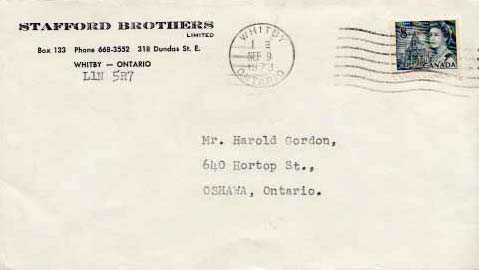 STAFFORD BROTHERS
LIMITED
Box 133 Phone 668-3552 318 Dundas St. E.
WHITBY — ONTARIO
L1N 5R7
WHITBY
SEP 9
ONTARIO
8
CANADA
Mr. Harold Gordon,
640 Hortop St.,
OSHAWA, Ontario.